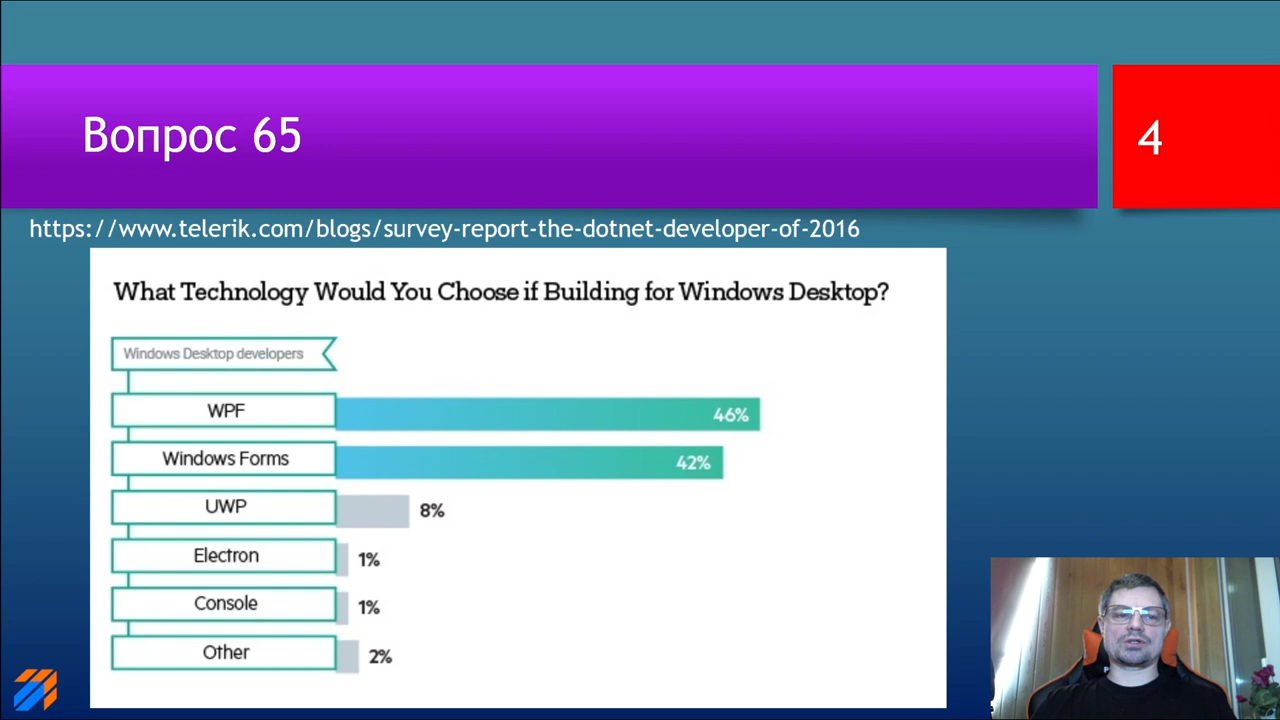 Вопрос 65
4
https://www.telerik.com/blogs/survey-report-the-dotnet-developer-of-2016
What Technology Would You Choose if Building for Windows Desktop?
Windows Desktop developers
WPF 46%
Windows Forms 42%
UWP 8%
Electron 1%
Console 1%
Other 2%